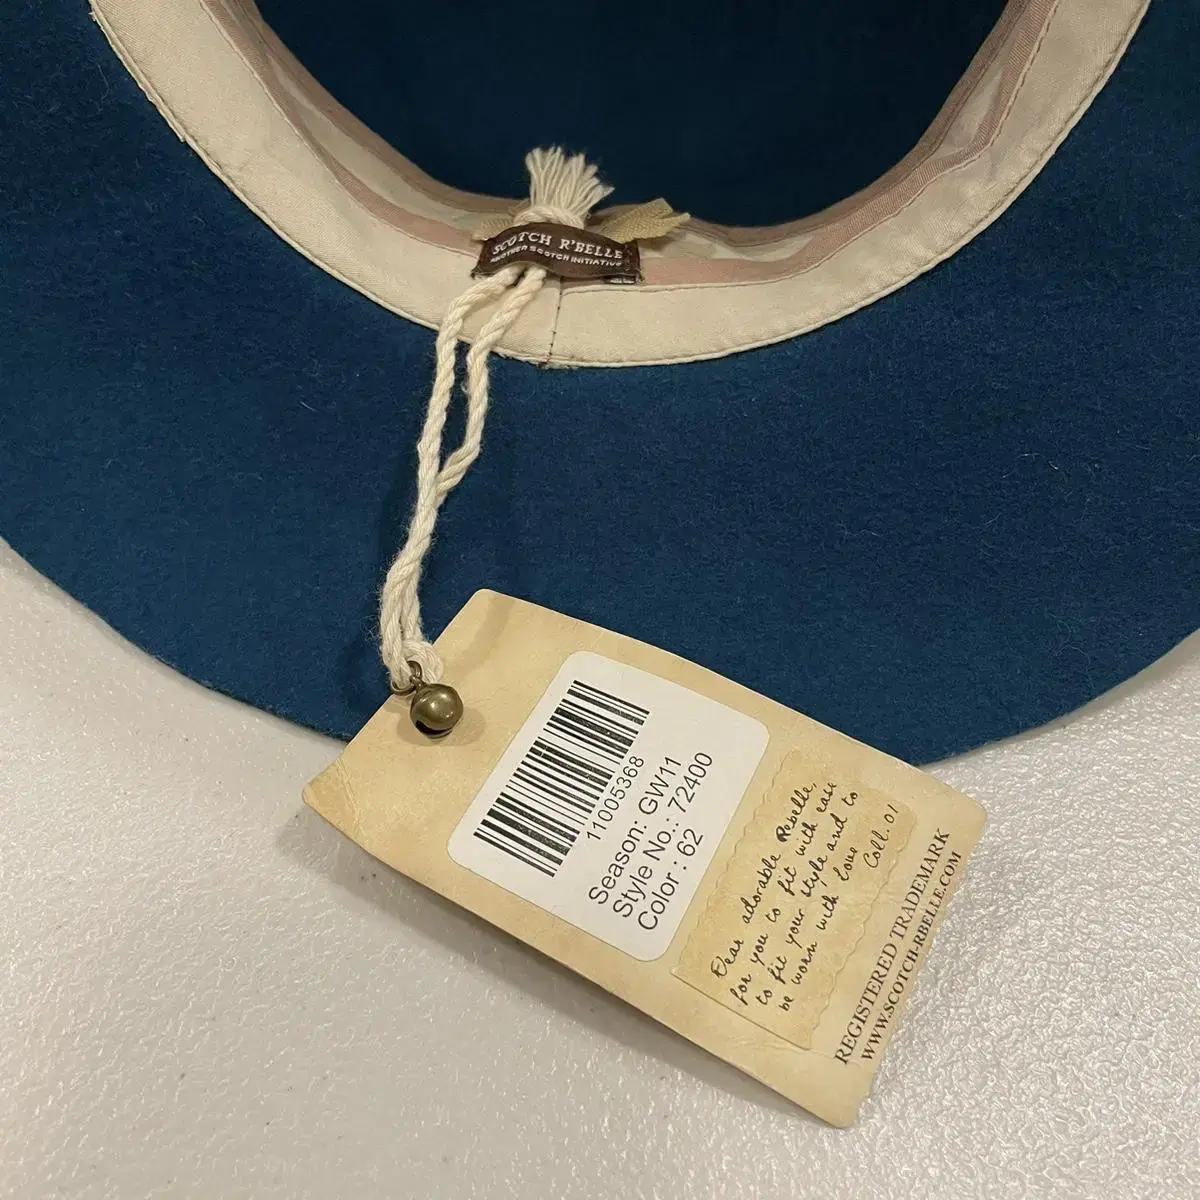 SCOTCH R'BELLE
ANOTHER SCOTCH INITIATIVE
11005368
Season: GW11
Style No.: 72400
Color : 62
Dear adorable Rebelle,
for you to fit with ease
to fit your style and to
be worn with love
Coll. 01
REGISTERED TRADEMARK
WWW.SCOTCH-RBELLE.COM